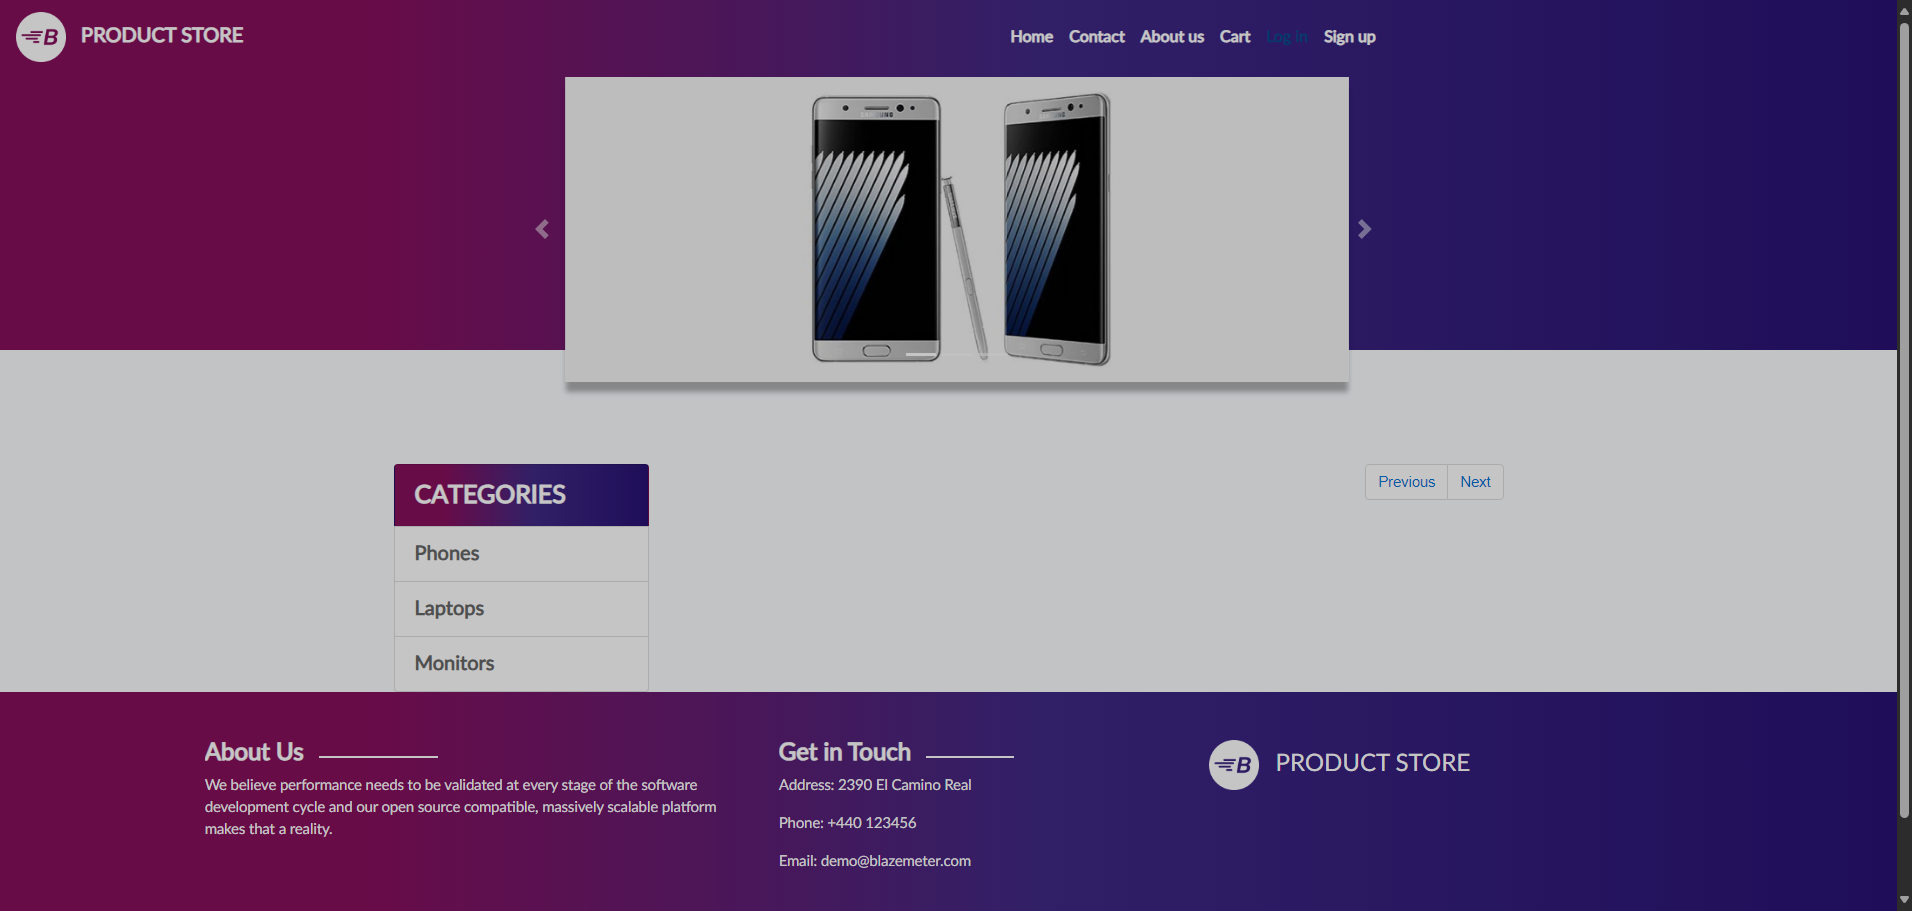 B PRODUCT STORE
Home Contact About us Cart Log in Sign up
SAMSUNG
SAMSUNG
CATEGORIES
Phones
Laptops
Monitors
Previous Next
About Us
We believe performance needs to be validated at every stage of the software
development cycle and our open source compatible, massively scalable platform
makes that a reality.
Get in Touch
Address: 2390 El Camino Real
Phone: +440 123456
Email: demo@blazemeter.com
B PRODUCT STORE